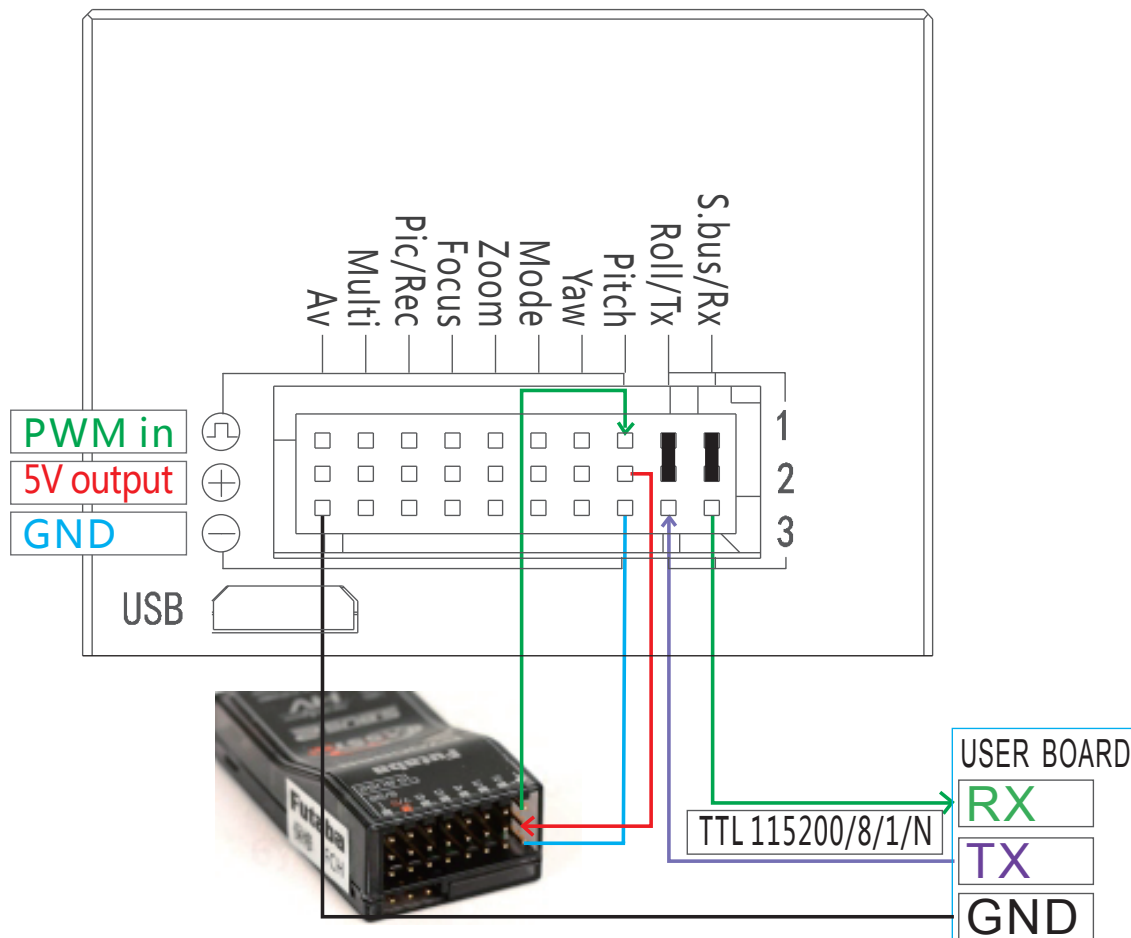 Av
Multi
Pic/Rec
Focus
Zoom
Mode
Yaw
Pitch
Roll/Tx
S.bus/Rx
PWM in
5V output
GND
1
2
3
USB
Futaba
Futaba
USER BOARD
RX
TTL 115200/8/1/N
TX
GND